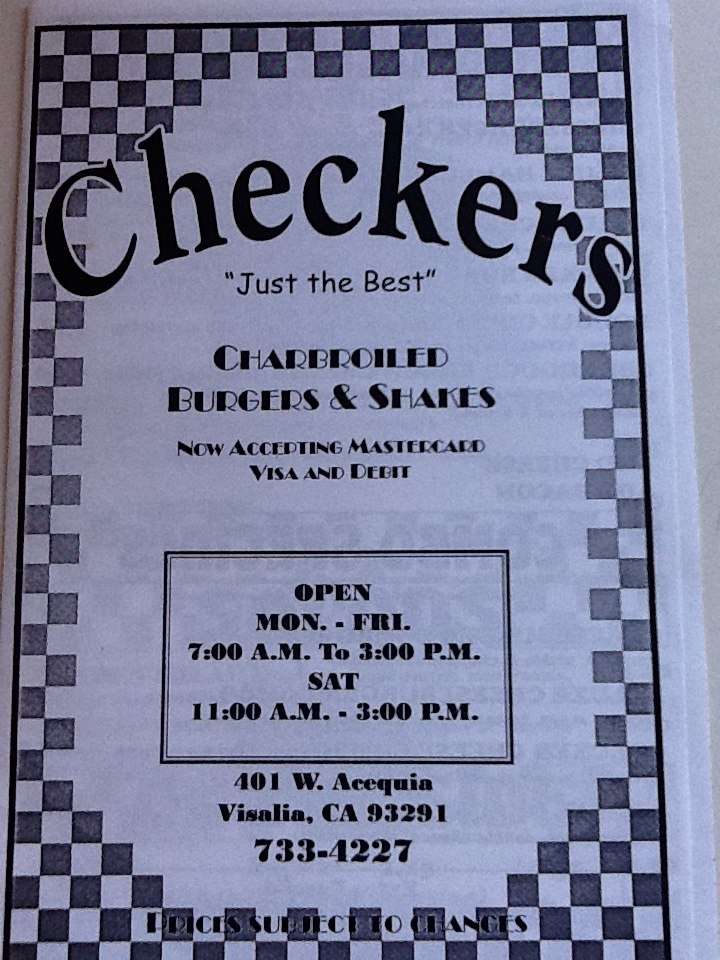 Checkers
"Just the Best"
CHARBROILED
BURGERS & SHAKES
NOW ACCEPTING MASTERCARD
VISA AND DEBIT
OPEN
MON. - FRI.
7:00 A.M. To 3:00 P.M.
SAT
11:00 A.M. - 3:00 P.M.
401 W. Acequia
Visalia, CA 93291
733-4227
PRICES SUBJECT TO CHANGES